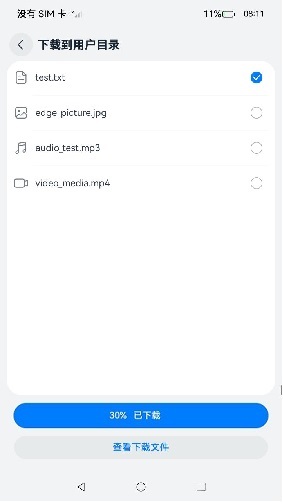 没有 SIM 卡 11% 08:11
下载到用户目录
test.txt
edge-picture.jpg
audio_test.mp3
video_media.mp4
30% 已下载
查看下载文件